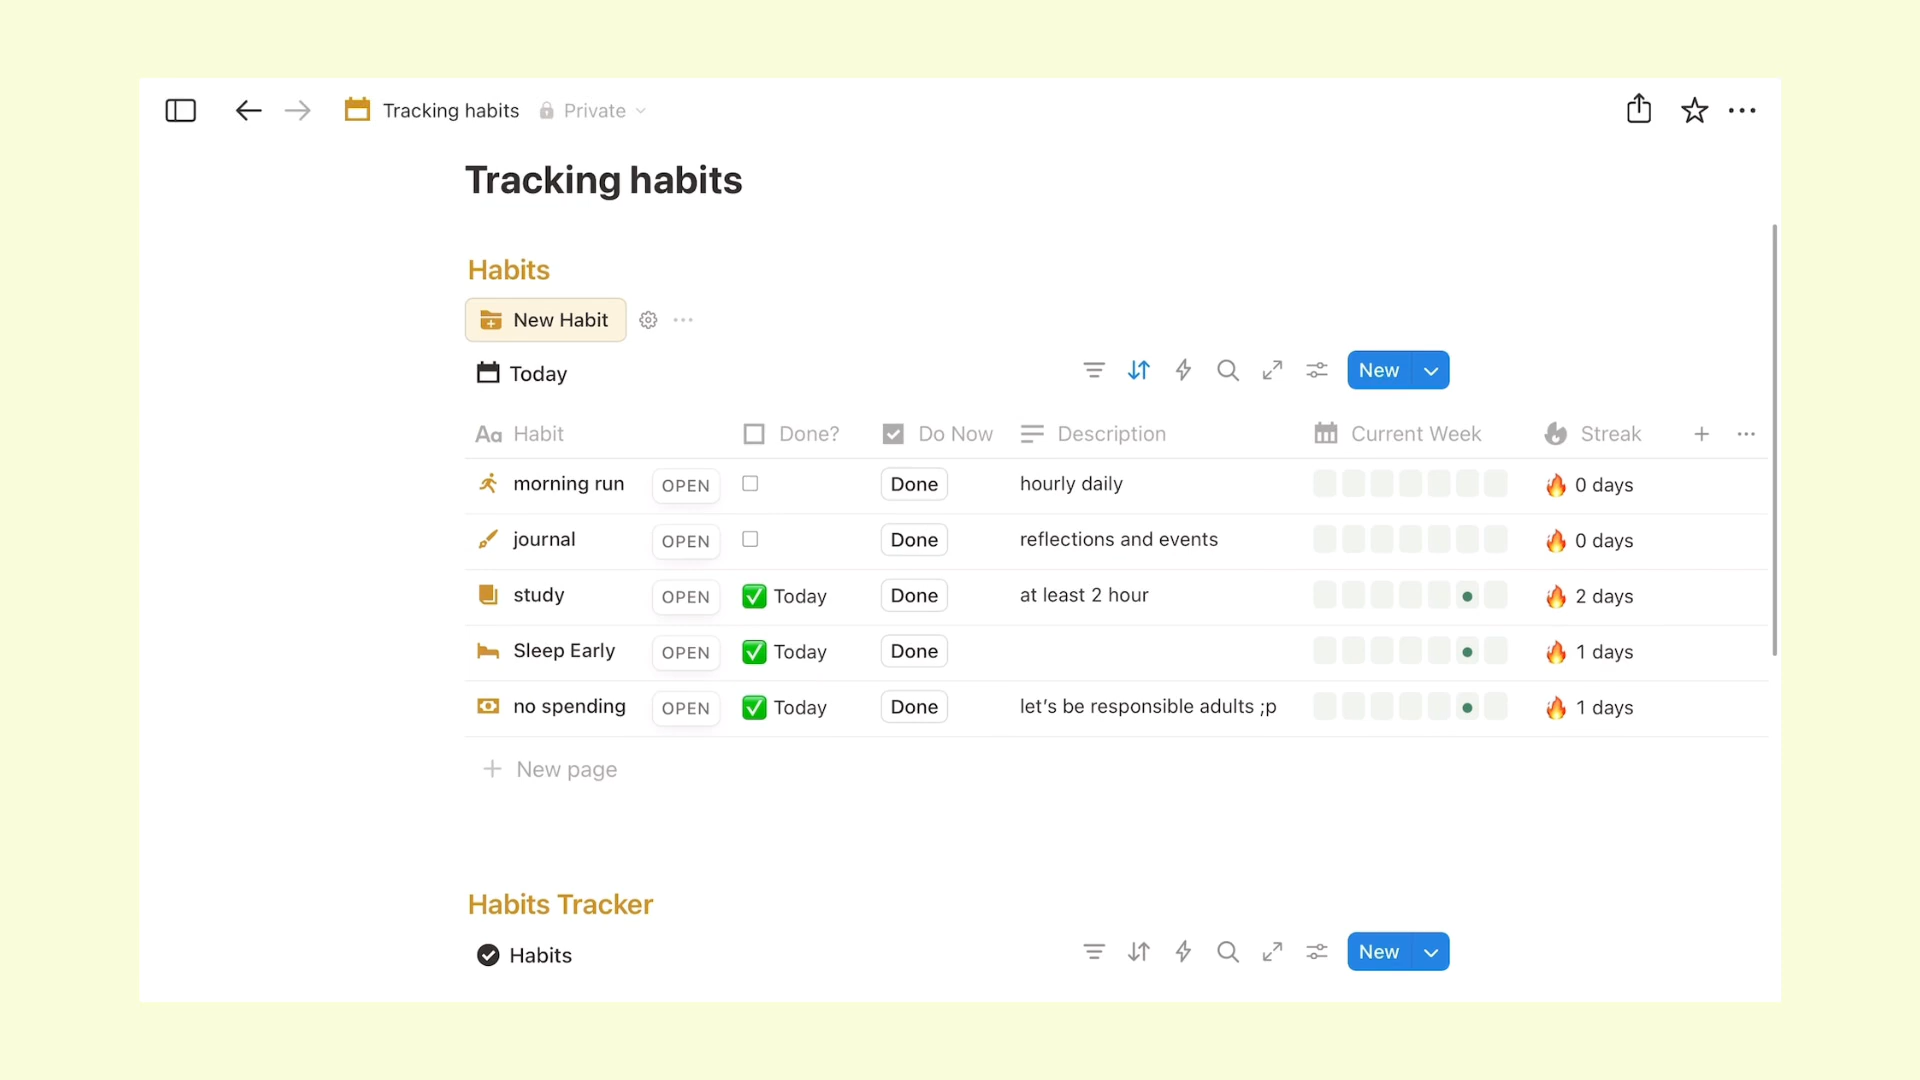 Tracking habits Private
Tracking habits
Habits
New Habit
Today New
Aa Habit Done? Do Now Description Current Week Streak
morning run OPEN Done hourly daily 0 days
journal OPEN Done reflections and events 0 days
study OPEN Today Done at least 2 hour 2 days
Sleep Early OPEN Today Done 1 days
no spending OPEN Today Done let's be responsible adults ;p 1 days
New page
Habits Tracker
Habits New